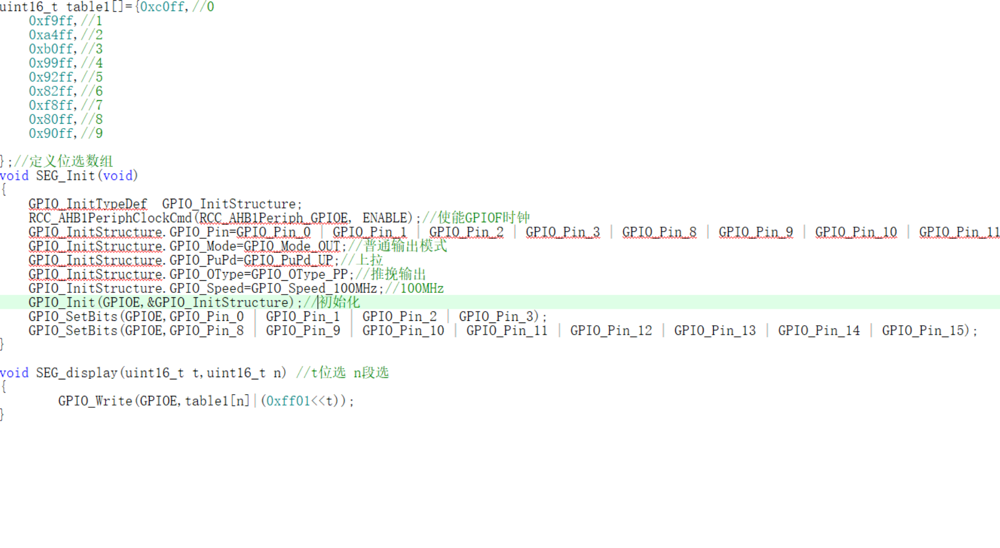 uint16_t table1[]={0xc0ff,//0
0xf9ff,//1
0xa4ff,//2
0xb0ff,//3
0x99ff,//4
0x92ff,//5
0x82ff,//6
0xf8ff,//7
0x80ff,//8
0x90ff,//9
};//定义位选数组
void SEG_Init(void)
{
GPIO_InitTypeDef  GPIO_InitStructure;
RCC_AHB1PeriphClockCmd(RCC_AHB1Periph_GPIOE, ENABLE);//使能GPIOF时钟
GPIO_InitStructure.GPIO_Pin=GPIO_Pin_0 | GPIO_Pin_1 | GPIO_Pin_2 | GPIO_Pin_3 | GPIO_Pin_8 | GPIO_Pin_9 | GPIO_Pin_10 | GPIO_Pin_11
GPIO_InitStructure.GPIO_Mode=GPIO_Mode_OUT;//普通输出模式
GPIO_InitStructure.GPIO_PuPd=GPIO_PuPd_UP;//上拉
GPIO_InitStructure.GPIO_OType=GPIO_OType_PP;//推挽输出
GPIO_InitStructure.GPIO_Speed=GPIO_Speed_100MHz;//100MHz
GPIO_Init(GPIOE,&GPIO_InitStructure);//初始化
GPIO_SetBits(GPIOE,GPIO_Pin_0 | GPIO_Pin_1 | GPIO_Pin_2 | GPIO_Pin_3);
GPIO_SetBits(GPIOE,GPIO_Pin_8 | GPIO_Pin_9 | GPIO_Pin_10 | GPIO_Pin_11 | GPIO_Pin_12 | GPIO_Pin_13 | GPIO_Pin_14 | GPIO_Pin_15);
}
void SEG_display(uint16_t t,uint16_t n) //t位选 n段选
{
GPIO_Write(GPIOE,table1[n]|(0xff01<<t));
}